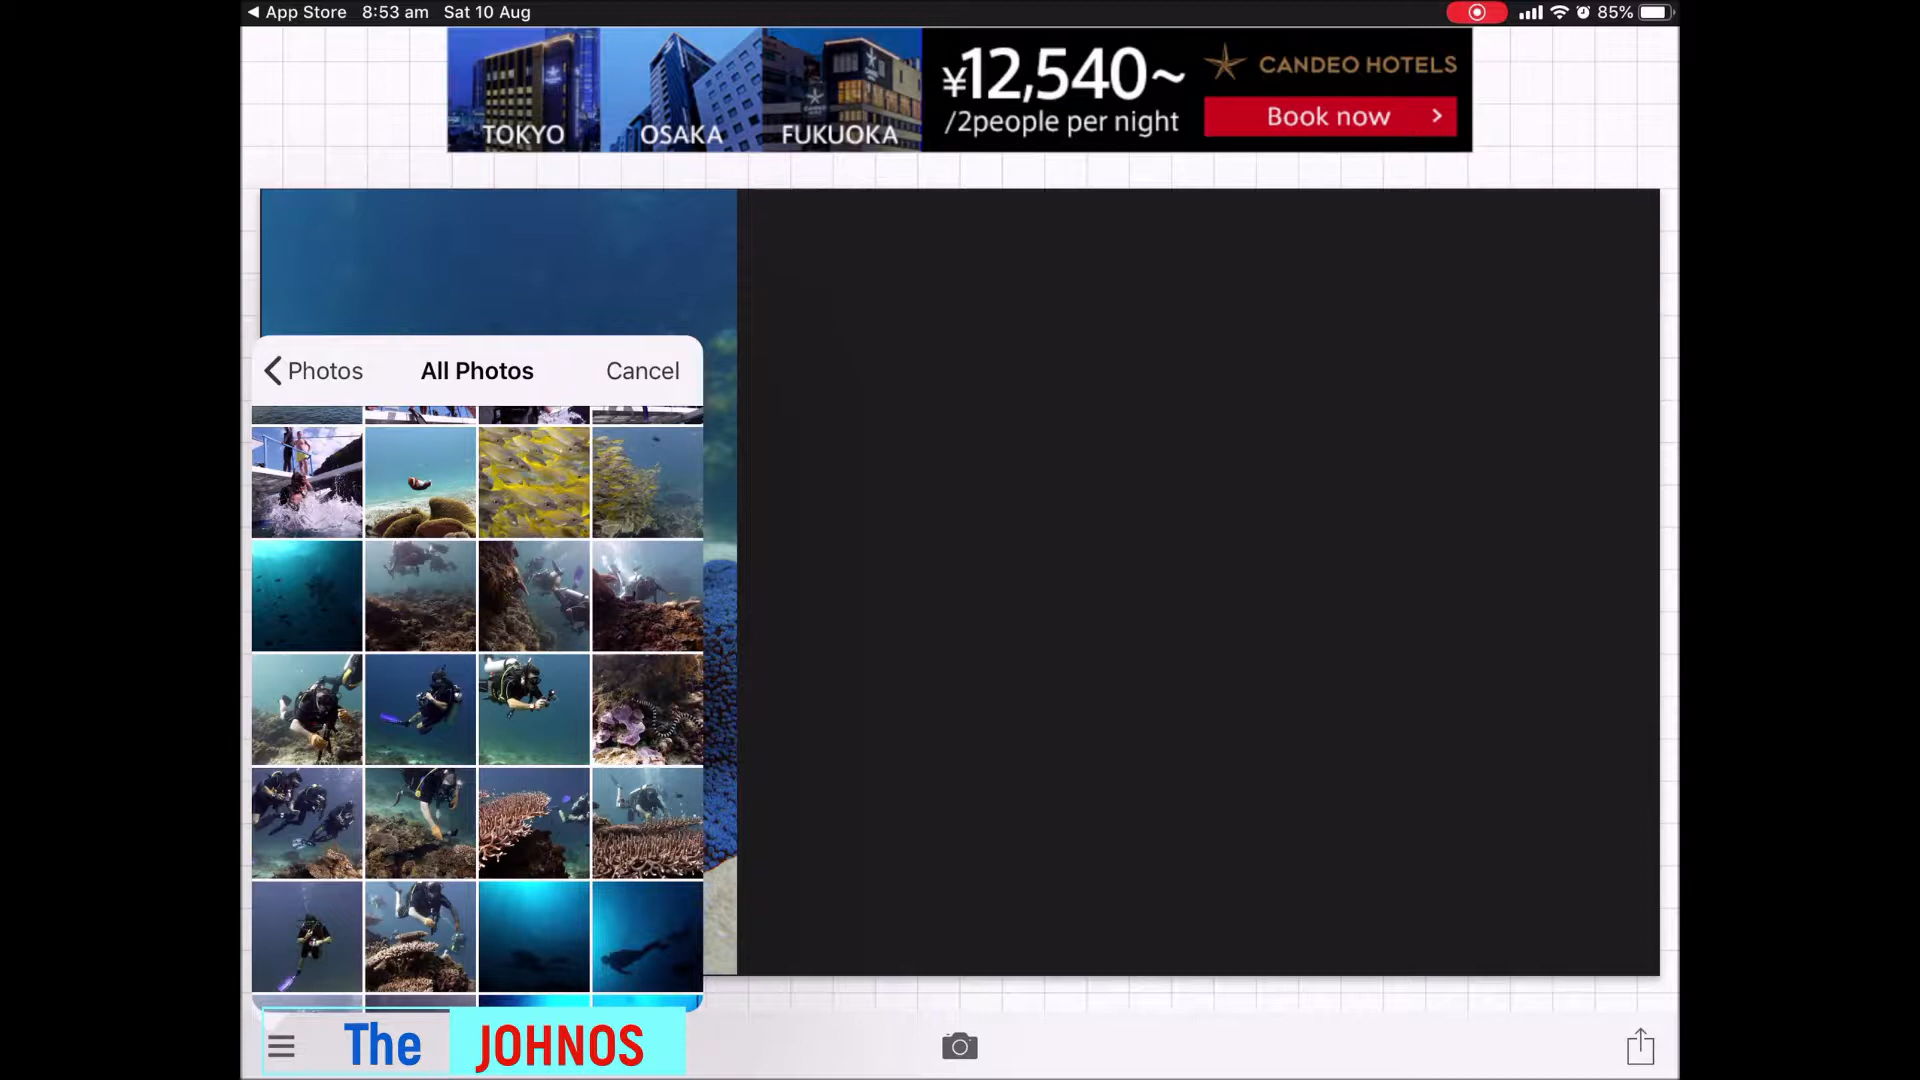 App Store 8:53 am Sat 10 Aug 85%
TOKYO OSAKA FUKUOKA
¥12,540~
/2people per night
CANDEO HOTELS
Book now
Photos All Photos Cancel
The JOHNOS